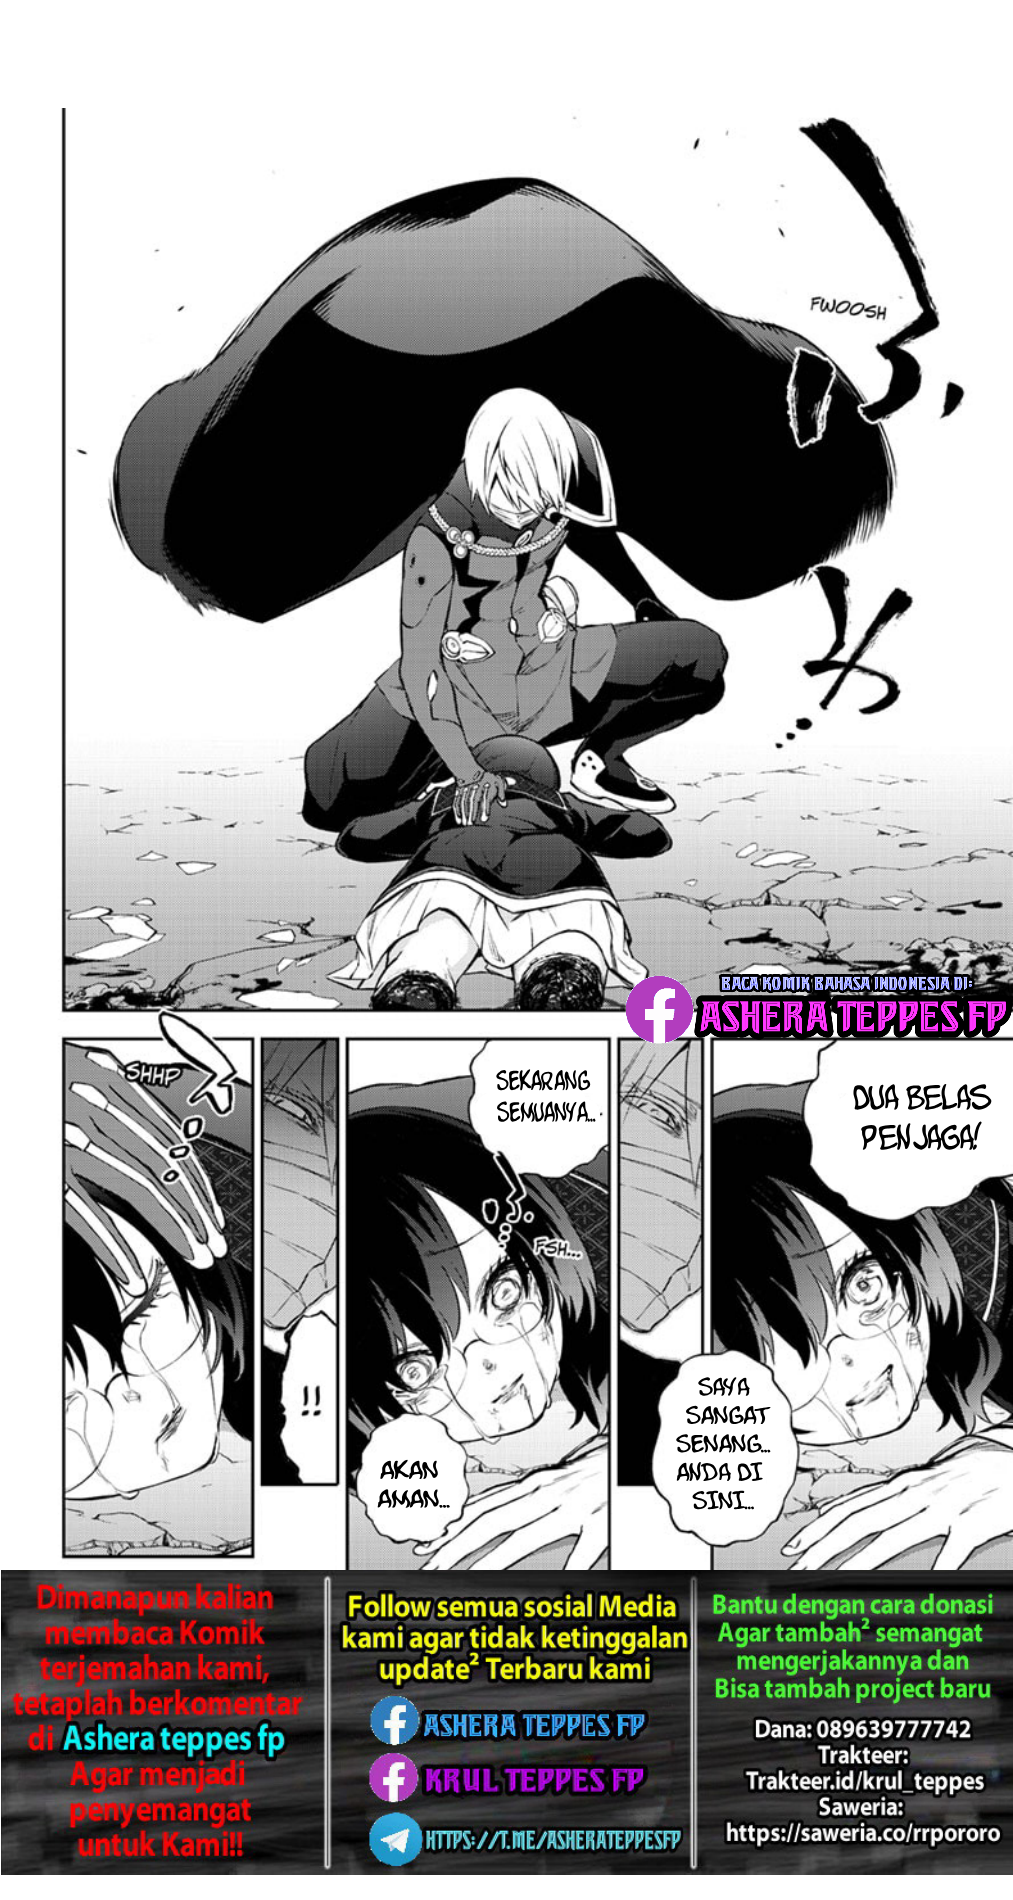 FWOOSH
ふ
わ…
BACA KOMIK BAHASA INDONESIA DI:
ASHERA TEPPES FP
DUA BELAS
PENJAGA!
SAYA
SANGAT
SENANG...
ANDA DI
SINI...
SEKARANG
SEMUANYA...
FSH...
AKAN
AMAN...
!!
SHHP
Dimanapun kalian
membaca Komik
terjemahan kami,
tetaplah berkomentar
di Ashera teppes fp
Agar menjadi
penyemangat
untuk Kami!!
Follow semua sosial Media
kami agar tidak ketinggalan
update² Terbaru kami
ASHERA TEPPES FP
KRUL TEPPES FP
HTTPS://T.ME/ASHERATEPPESFP
Bantu dengan cara donasi
Agar tambah² semangat
mengerjakannya dan
Bisa tambah project baru
Dana: 089639777742
Trakteer:
Trakteer.id/krul_teppes
Saweria:
https://saweria.co/rrpororo